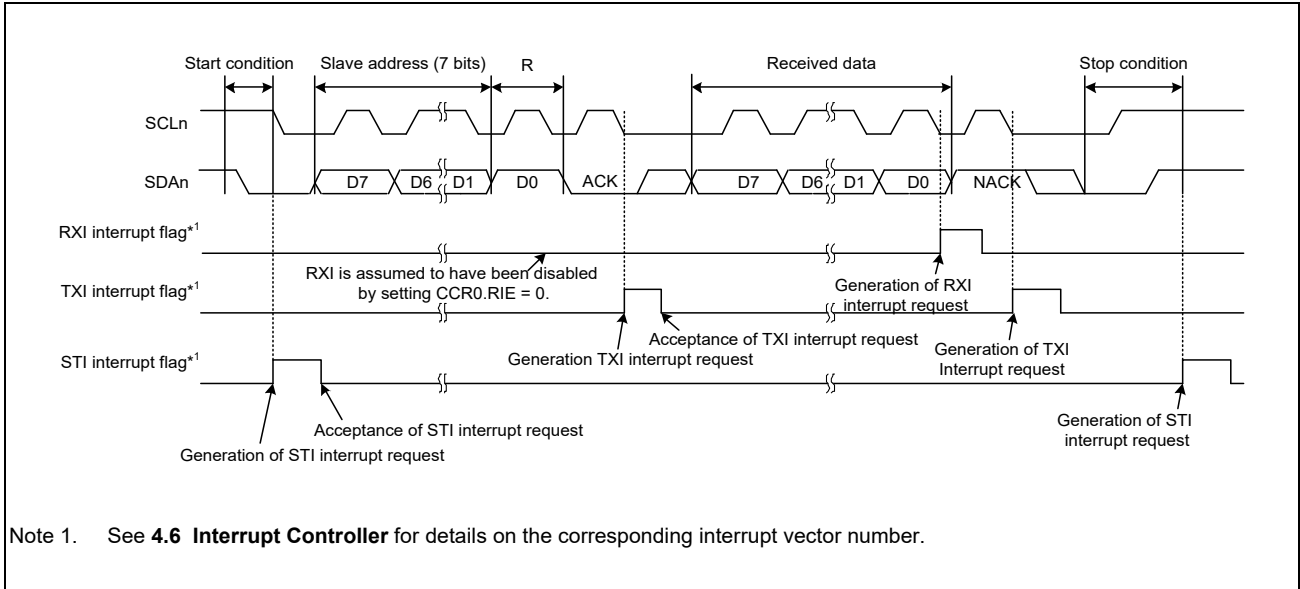 Start condition
Slave address (7 bits)
R
Received data
Stop condition
SCLn
SDAn
D7
D6
D1
D0
ACK
D7
D6
D1
D0
NACK
RXI interrupt flag*1
RXI is assumed to have been disabled
by setting CCR0.RIE = 0.
Generation of RXI
interrupt request
TXI interrupt flag*1
Generation TXI interrupt request
Acceptance of TXI interrupt request
Generation of TXI
Interrupt request
STI interrupt flag*1
Acceptance of STI interrupt request
Generation of STI interrupt request
Generation of STI
interrupt request
Note 1. See 4.6 Interrupt Controller for details on the corresponding interrupt vector number.